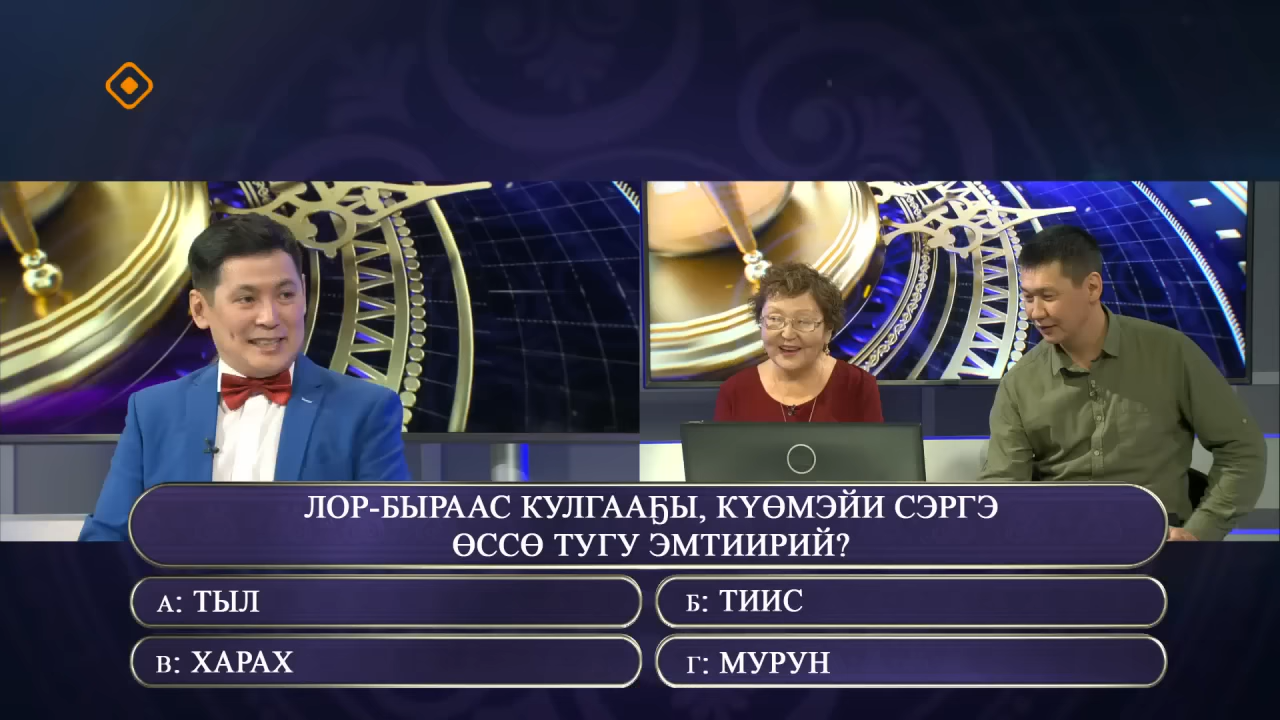 ЛОР-БЫРААС КУЛГААҔЫ, КҮӨМЭЙИ СЭРГЭ
ӨССӨ ТУГУ ЭМТИИРИЙ?
А: ТЫЛ
Б: ТИИС
В: ХАРАХ
Г: МУРУН